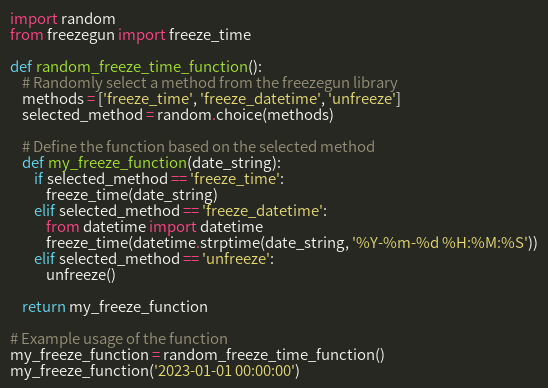 import random
from freezegun import freeze_time

def random_freeze_time_function():
    # Randomly select a method from the freezegun library
    methods = ['freeze_time', 'freeze_datetime', 'unfreeze']
    selected_method = random.choice(methods)

    # Define the function based on the selected method
    def my_freeze_function(date_string):
        if selected_method == 'freeze_time':
            freeze_time(date_string)
        elif selected_method == 'freeze_datetime':
            from datetime import datetime
            freeze_time(datetime.strptime(date_string, '%Y-%m-%d %H:%M:%S'))
        elif selected_method == 'unfreeze':
            unfreeze()

    return my_freeze_function

# Example usage of the function
my_freeze_function = random_freeze_time_function()
my_freeze_function('2023-01-01 00:00:00')